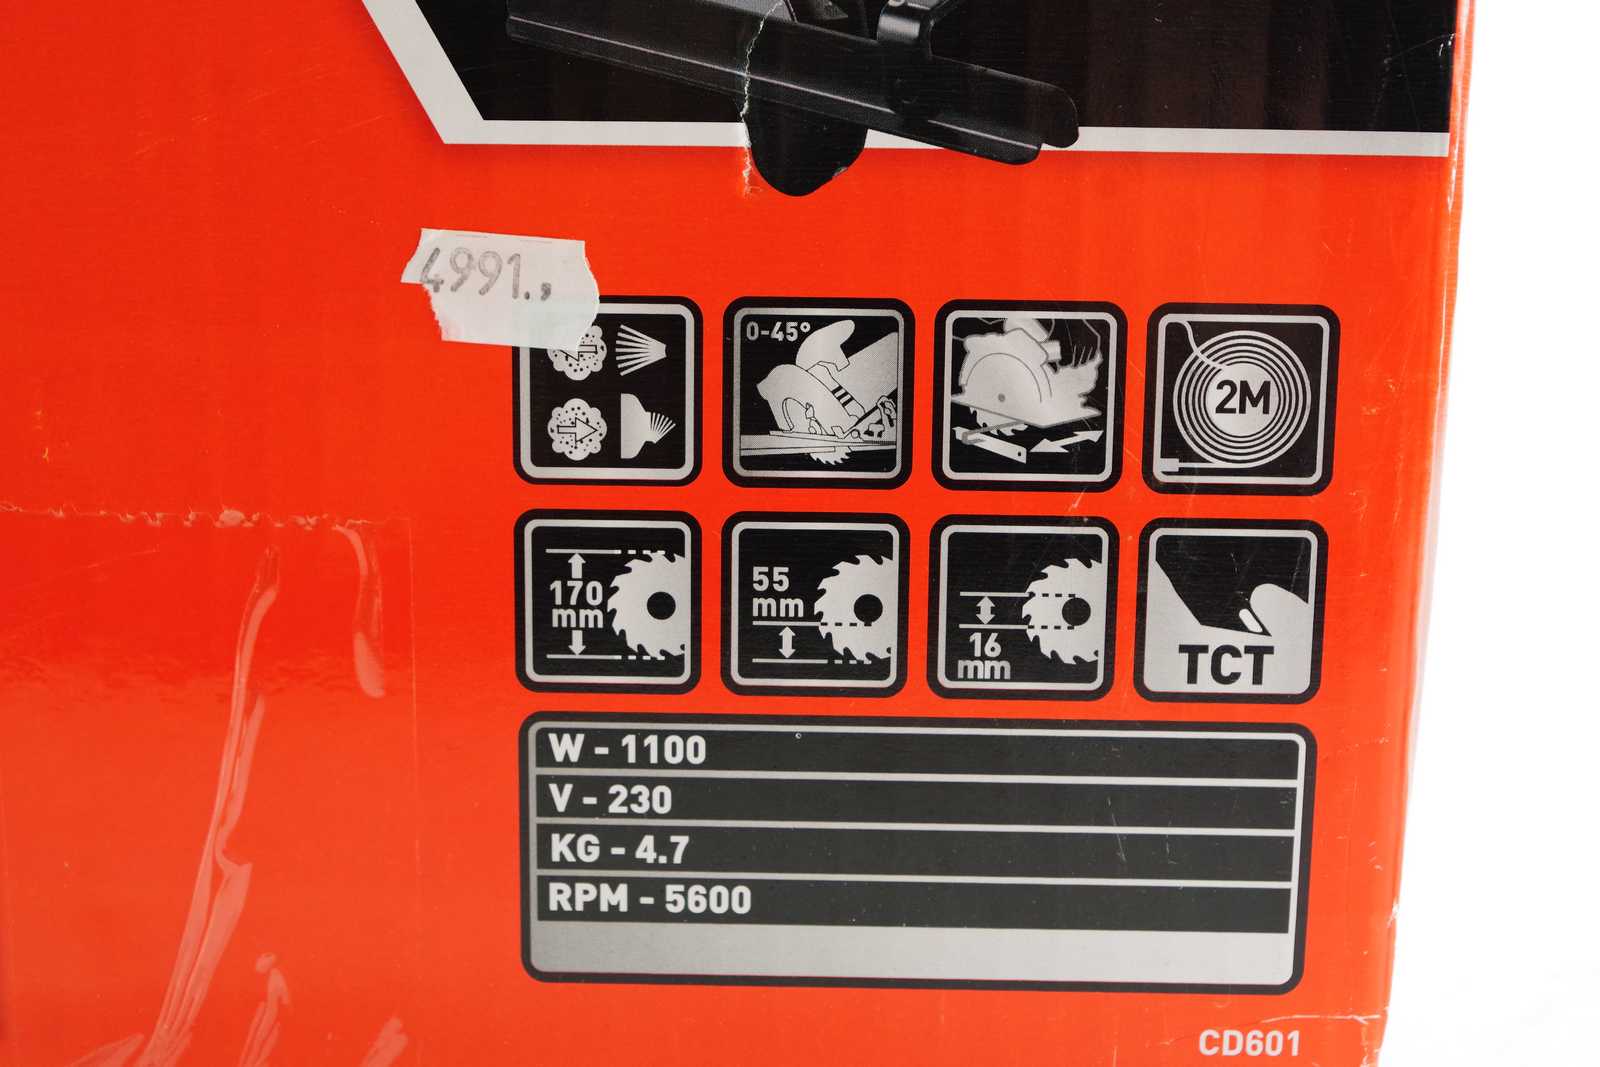 4991.,
0-45°
2M
170
mm
55
mm
16
mm
TCT
W - 1100
V - 230
KG - 4.7
RPM - 5600
CD601